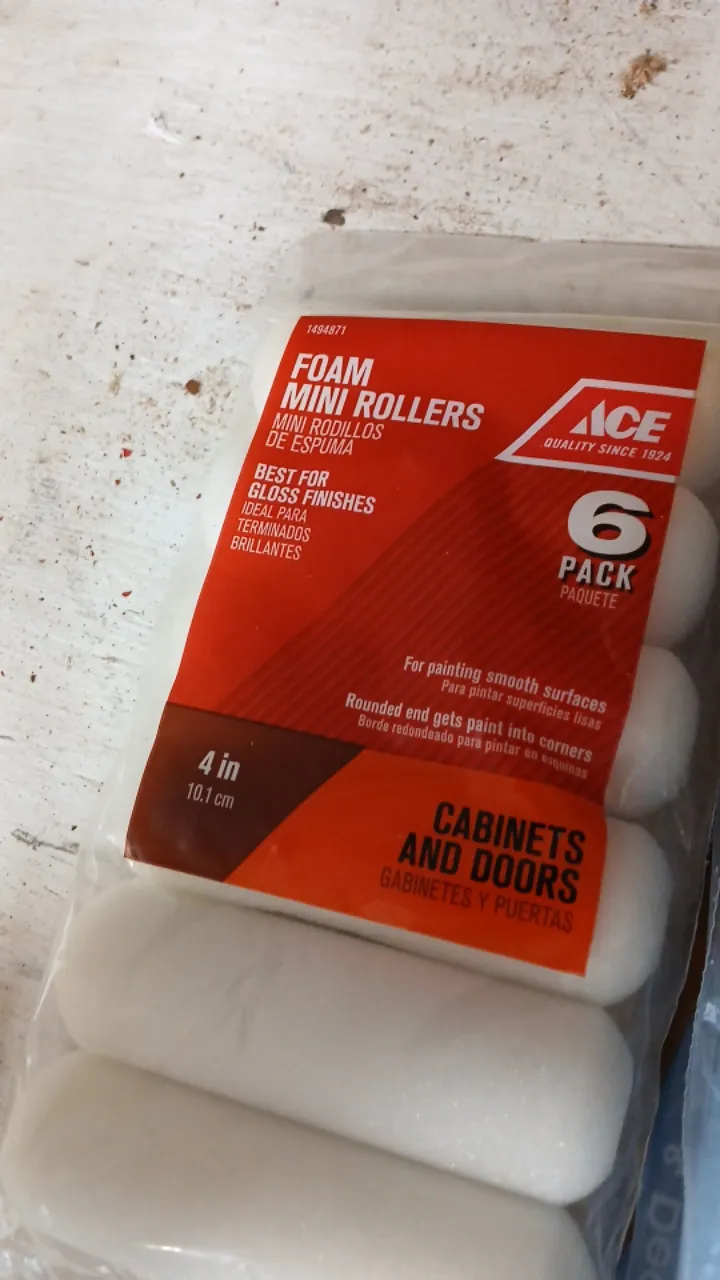 1494871
FOAM
MINI ROLLERS
MINI RODILLOS
DE ESPUMA
BEST FOR
GLOSS FINISHES
IDEAL PARA
TERMINADOS
BRILLANTES
ACE
QUALITY SINCE 1924
6
PACK
PAQUETE
For painting smooth surfaces
Para pintar superficies lisas
Rounded end gets paint into corners
Borde redondeado para pintar en esquinas
4 in
10.1 cm
CABINETS
AND DOORS
GABINETES Y PUERTAS